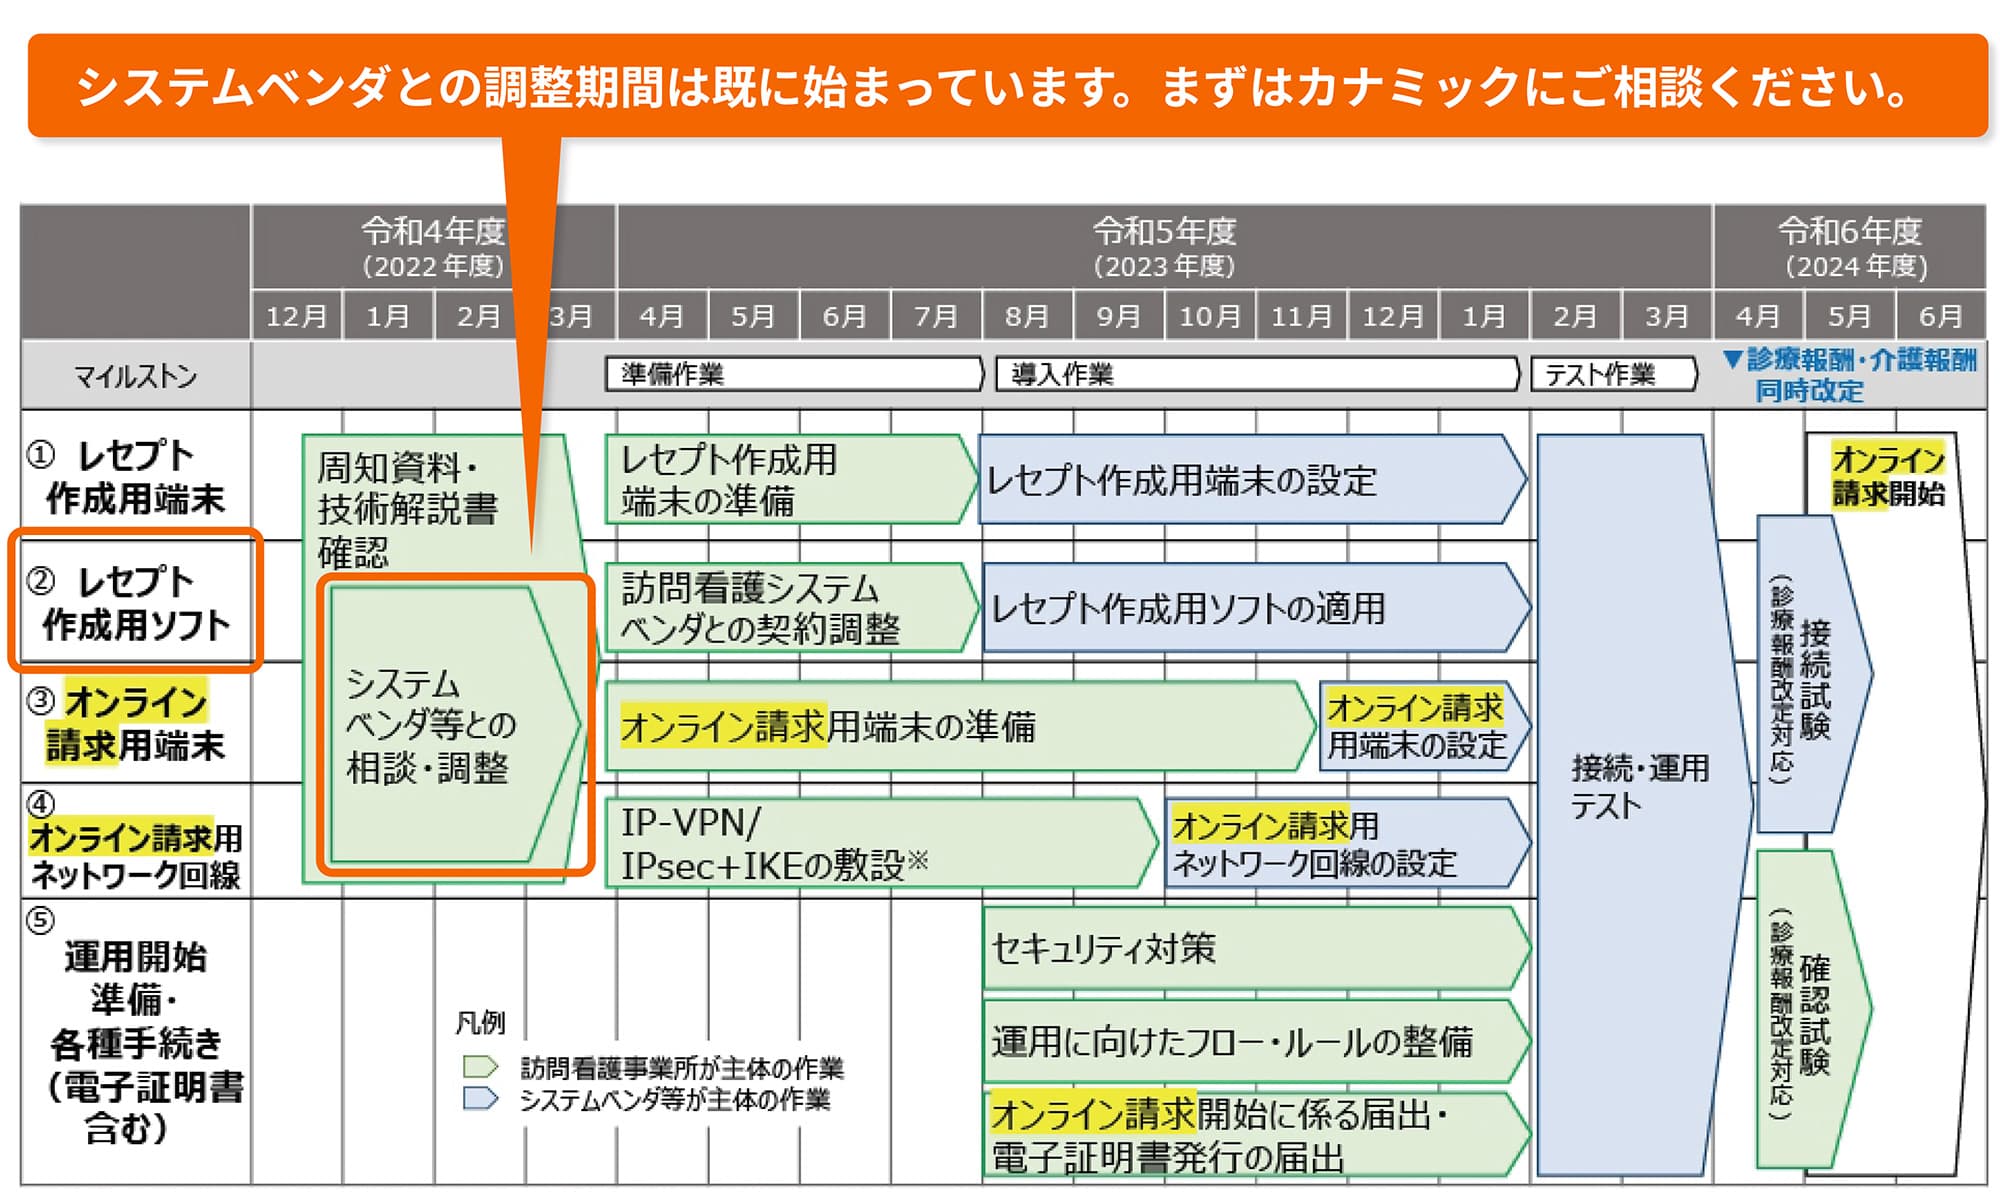 システムベンダとの調整期間は既に始まっています。まずはカナミックにご相談ください。
令和4年度
(2022年度)
令和5年度
(2023年度)
令和6年度
(2024年度)
12月 1月 2月 3月 4月 5月 6月 7月 8月 9月 10月 11月 12月 1月 2月 3月 4月 5月 6月
マイルストン
準備作業
導入作業
テスト作業
▼診療報酬・介護報酬
同時改定
① レセプト
作成用端末
周知資料・
技術解説書
確認
レセプト作成用
端末の準備
レセプト作成用端末の設定
オンライン
請求開始
② レセプト
作成用ソフト
訪問看護システム
ベンダとの契約調整
レセプト作成用ソフトの適用
システム
ベンダ等との
相談・調整
③ オンライン
請求用端末
オンライン請求用端末の準備
オンライン請求
用端末の設定
接続・運用
テスト
接続試験
(診療報酬改定対応)
④
オンライン請求用
ネットワーク回線
IP-VPN/
IPsec+IKEの敷設※
オンライン請求用
ネットワーク回線の設定
⑤
運用開始
準備・
各種手続き
(電子証明書
含む)
セキュリティ対策
運用に向けたフロー・ルールの整備
オンライン請求開始に係る届出・
電子証明書発行の届出
確認試験
(診療報酬改定対応)
凡例
訪問看護事業所が主体の作業
システムベンダ等が主体の作業